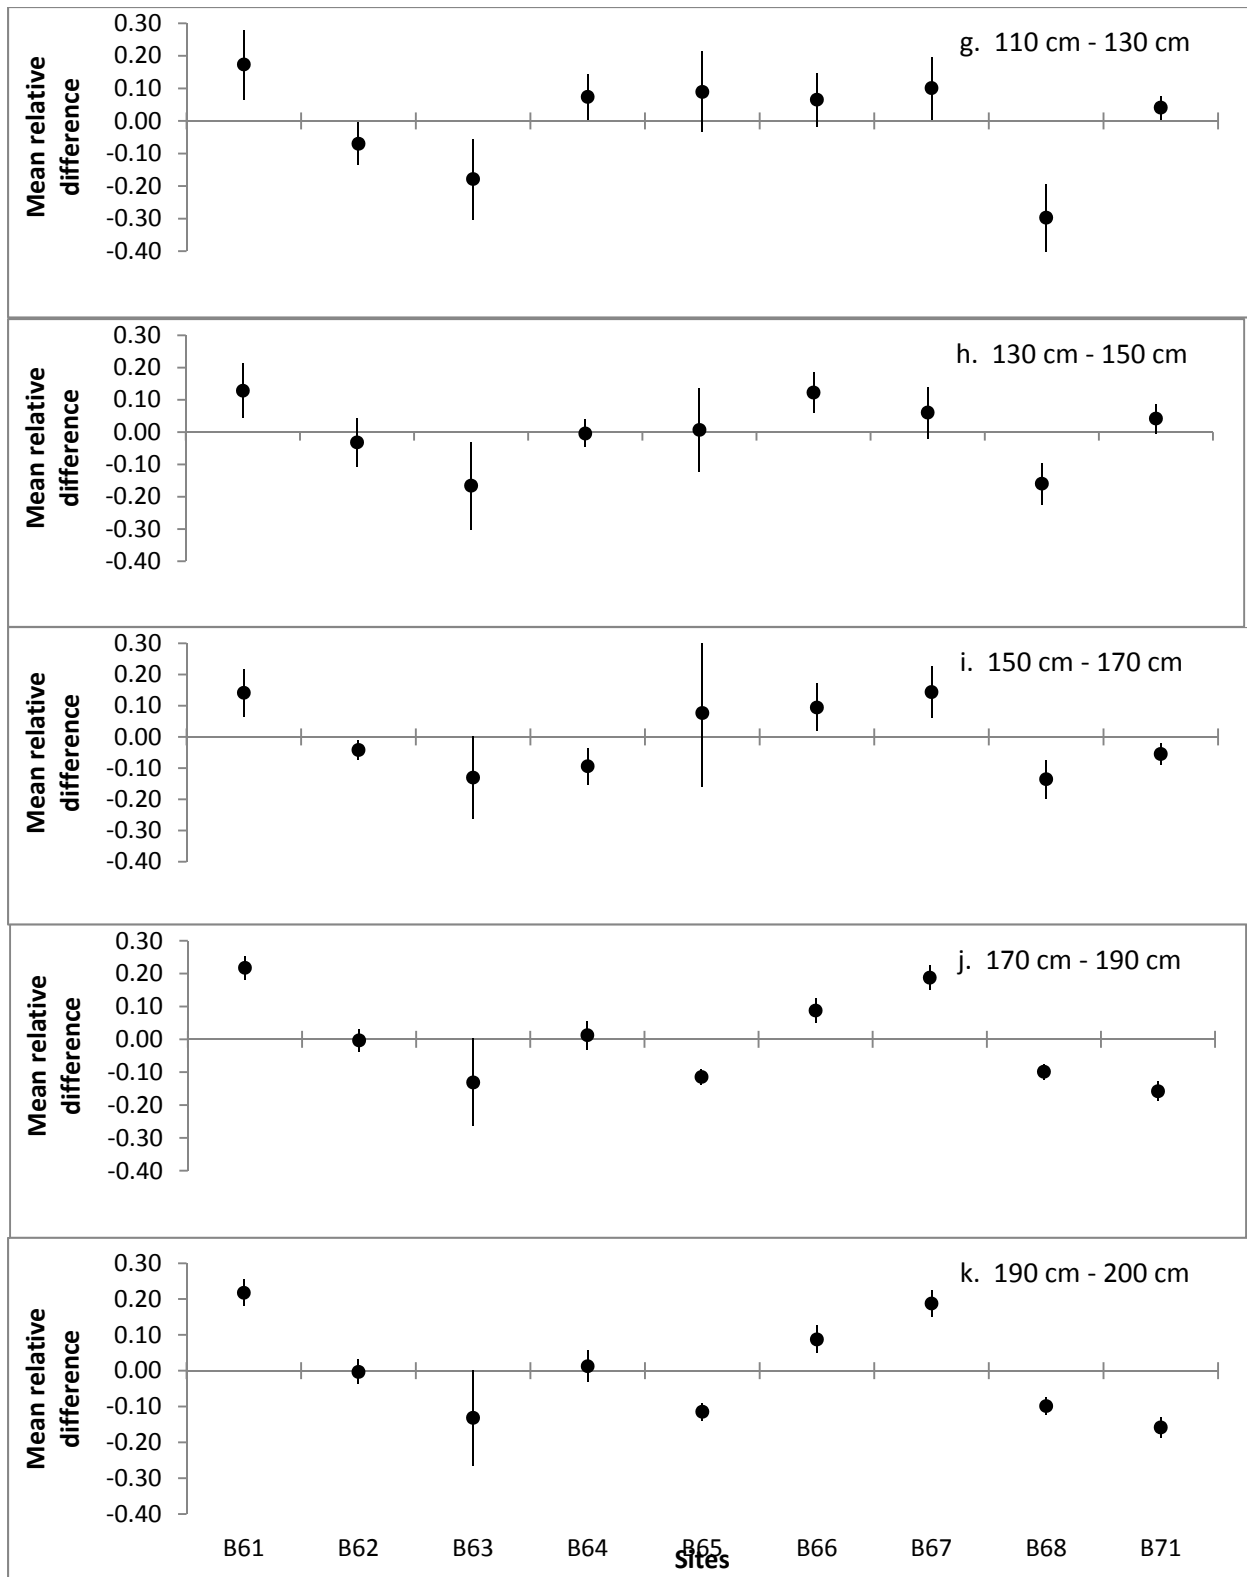 g. 110 cm - 130 cm
Mean relative
difference
0.30
0.20
0.10
0.00
-0.10
-0.20
-0.30
-0.40
h. 130 cm - 150 cm
Mean relative
difference
0.30
0.20
0.10
0.00
-0.10
-0.20
-0.30
-0.40
i. 150 cm - 170 cm
Mean relative
difference
0.30
0.20
0.10
0.00
-0.10
-0.20
-0.30
-0.40
j. 170 cm - 190 cm
Mean relative
difference
0.30
0.20
0.10
0.00
-0.10
-0.20
-0.30
-0.40
k. 190 cm - 200 cm
Mean relative
difference
0.30
0.20
0.10
0.00
-0.10
-0.20
-0.30
-0.40
B61 B62 B63 B64 B65 B66 B67 B68 B71
Sites